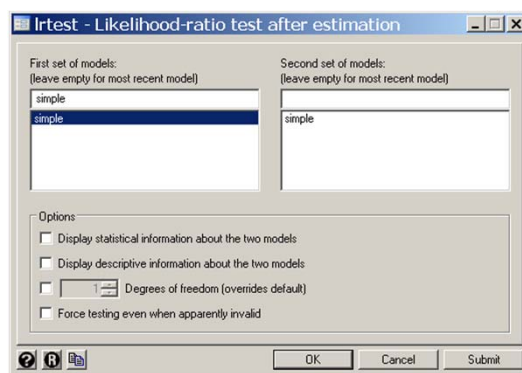 lrtest - Likelihood-ratio test after estimation
First set of models:
(leave empty for most recent model)
simple
simple
Second set of models:
(leave empty for most recent model)
simple
Options
Display statistical information about the two models
Display descriptive information about the two models
1 Degrees of freedom (overrides default)
Force testing even when apparently invalid
? R
OK Cancel Submit